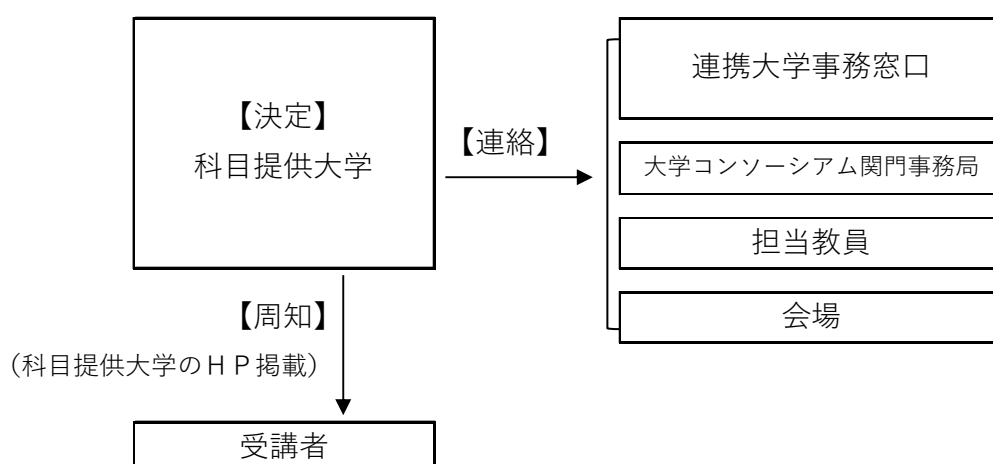 【決定】
科目提供大学
【連絡】
連携大学事務窓口
大学コンソーシアム関門事務局
担当教員
会場
【周知】
（科目提供大学のＨＰ掲載）
受講者